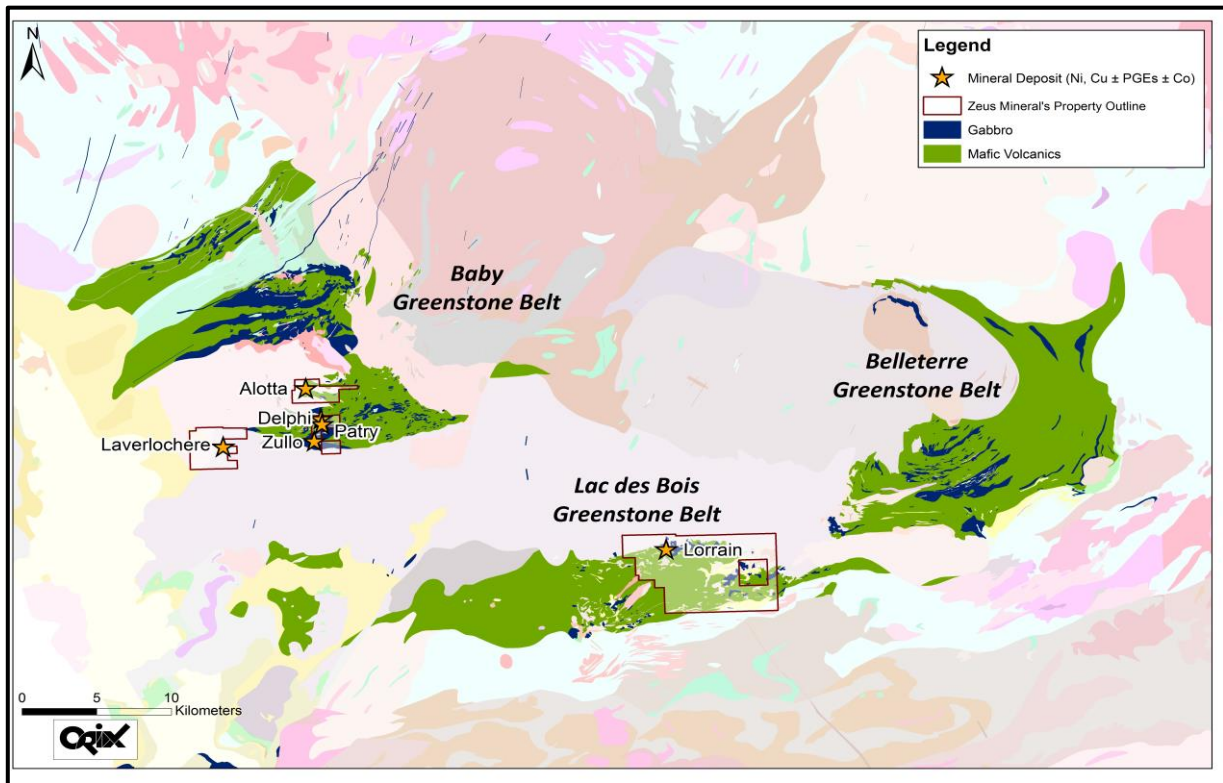 N
Legend
Mineral Deposit (Ni, Cu ± PGEs ± Co)
Zeus Mineral's Property Outline
Gabbro
Mafic Volcanics
Baby
Greenstone Belt
Belleterre
Greenstone Belt
Alotta
Delphi
Patry
Zullo
Laverlochere
Lac des Bois
Greenstone Belt
Lorrain
0 5 10
Kilometers
ORIX